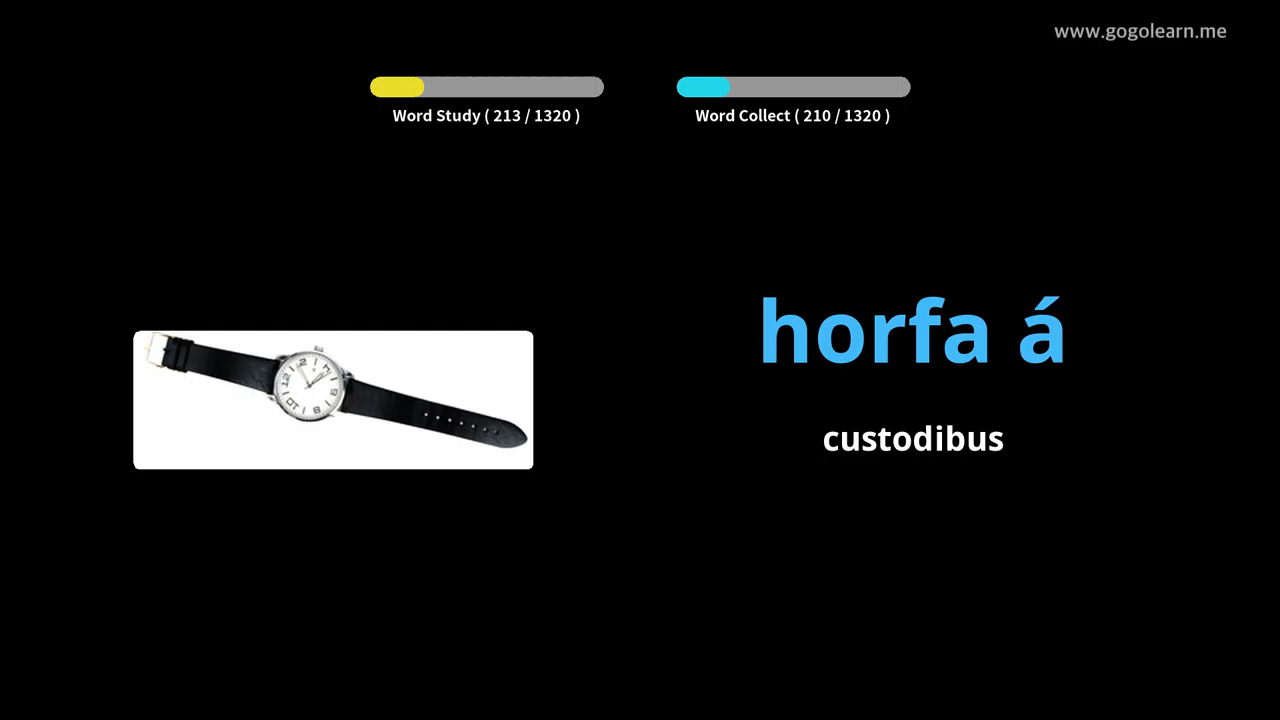 www.gogolearn.me
Word Study ( 213 / 1320 )
Word Collect ( 210 / 1320 )
horfa á
custodibus